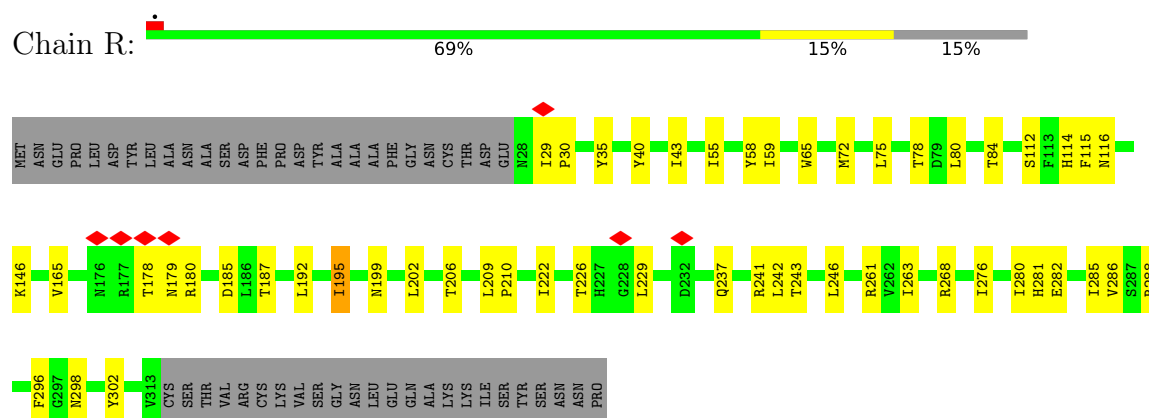 Chain R:
69% 15% 15%
MET ASN GLU PRO LEU ASP TYR LEU ALA ASN ALA SER ASP PHE PRO ASP TYR ALA ALA ALA PHE GLY ASN CYS THR ASP GLU N28 I29 P30 Y35 Y40 I43 I55 Y58 I59 W65 M72 L75 T78 D79 L80 T84 S112 F113 H114 F115 N116
K146 V165 N176 R177 T178 N179 R180 D185 L186 T187 L192 I195 N199 L202 T206 L209 P210 I222 T226 H227 G228 L229 D232 Q237 R241 L242 T243 L246 R261 V262 I263 R268 I276 I280 H281 E282 I285 V286 S287
F296 G297 N298 Y302 V313 CYS SER THR VAL ARG CYS LYS VAL SER GLY ASN LEU GLU GLN ALA LYS LYS ILE SER TYR SER ASN ASN PRO